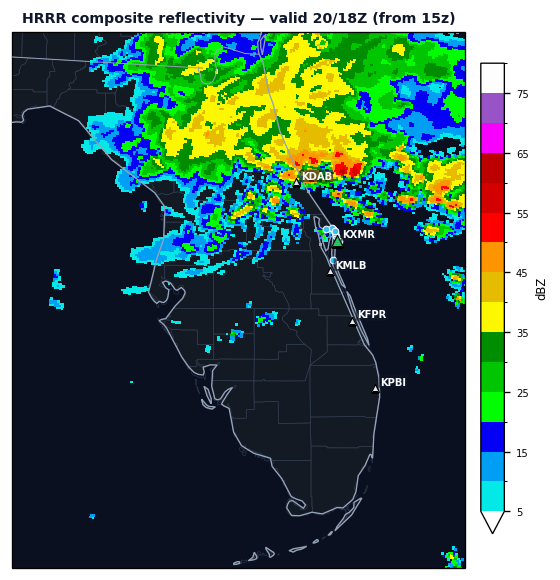 HRRR composite reflectivity — valid 20/18Z (from 15z)
75
65
55
45
35
25
15
5
dBZ
KDAB
KXMR
KMLB
KFPR
KPBI